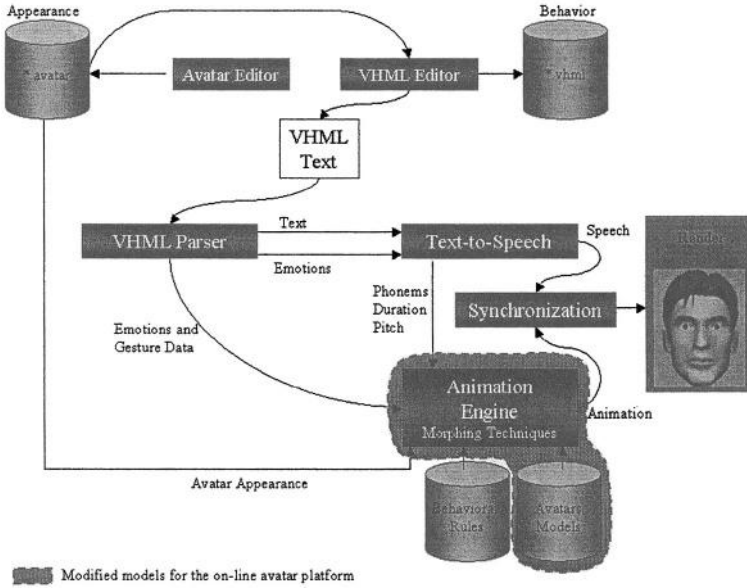 Appearance
Behavior
*.avatar
Avatar Editor
VHML Editor
*.vhml
VHML
Text
VHML Parser
Text
Emotions
Text-to-Speech
Speech
Render
Phonems
Duration
Pitch
Synchronization
Emotions and
Gesture Data
Animation
Engine
Morphing Techniques
Animation
Avatar Appearance
Behaviora
Rules
Avatars
Models
Modified models for the on-line avatar platform